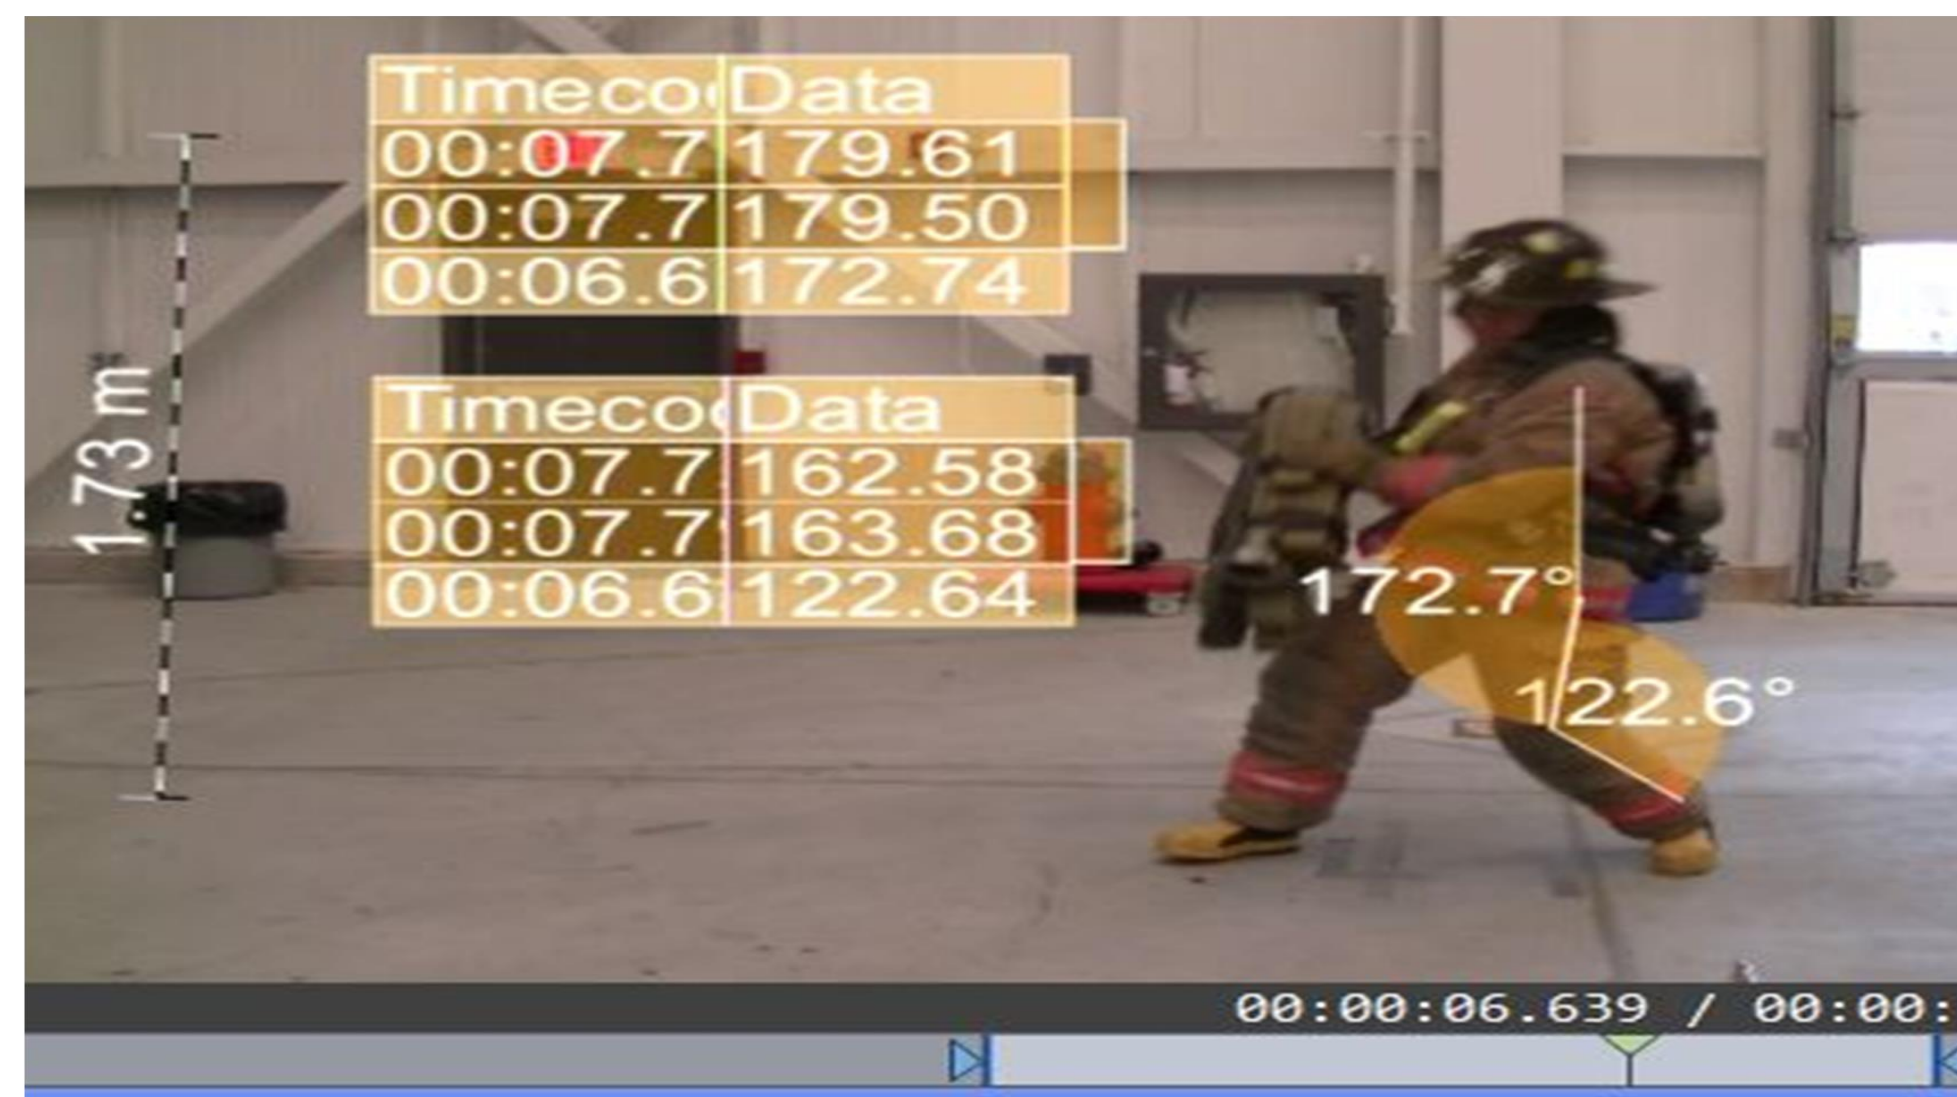 Timeco Data
00:07.7 179.61
00:07.7 179.50
00:06.6 172.74
1.73 m
Timeco Data
00:07.7 162.58
00:07.7 163.68
00:06.6 122.64
172.7°
122.6°
00:00:06.639 / 00:00: